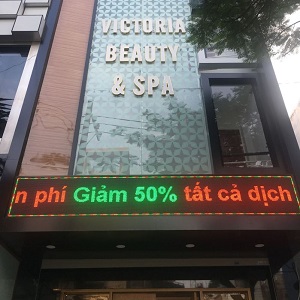 VICTORIA
BEAUTY
& SPA
n phí Giảm 50% tất cả dịch